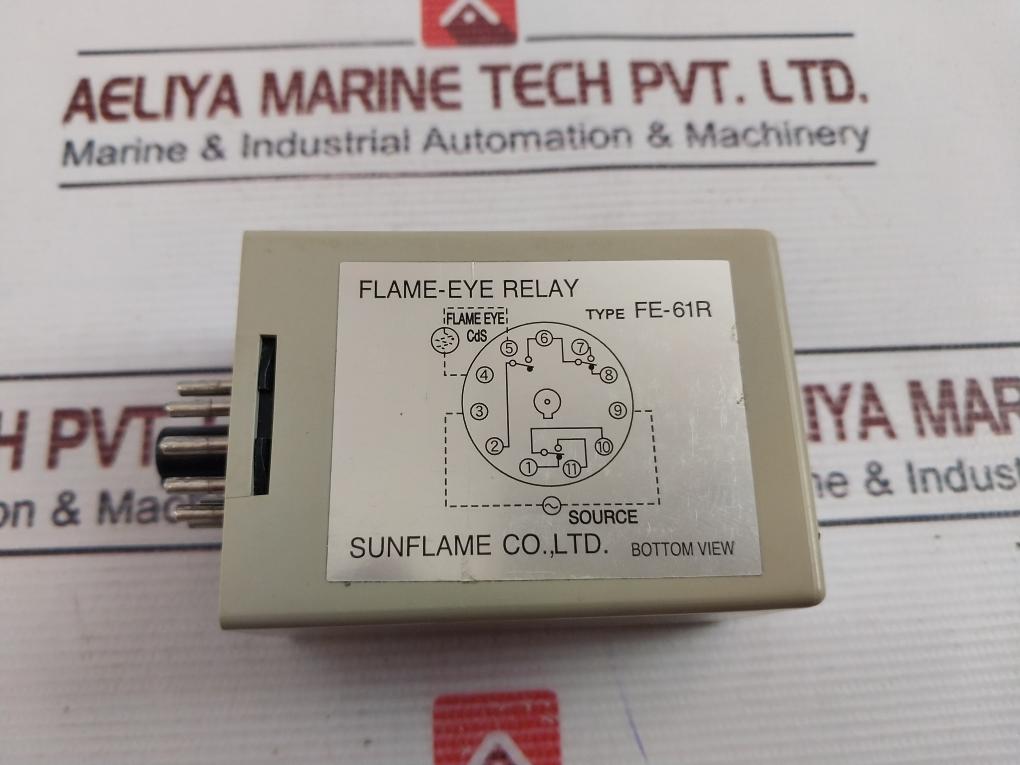 AELIYA MARINE TECH PVT. LTD.
Marine & Industrial Automation & Machinery
FLAME-EYE RELAY
TYPE FE-61R
FLAME EYE
CdS
⑤ ⑥ ⑦
④ ⑧
③ ⑨
② ⑩
① ⑪
SOURCE
SUNFLAME CO.,LTD. BOTTOM VIEW
H PVT
IYA MAR
on & Mac
ne & Indust